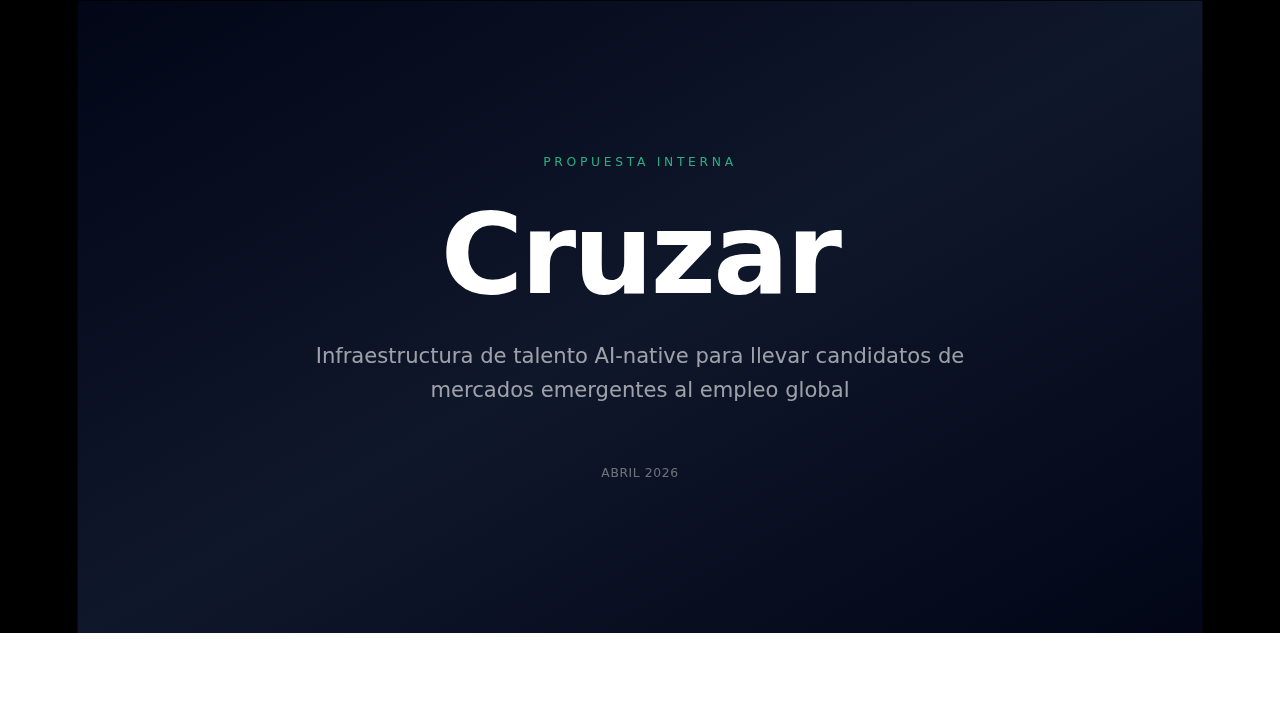 PROPUESTA INTERNA
Cruzar
Infraestructura de talento AI-native para llevar candidatos de
mercados emergentes al empleo global
ABRIL 2026